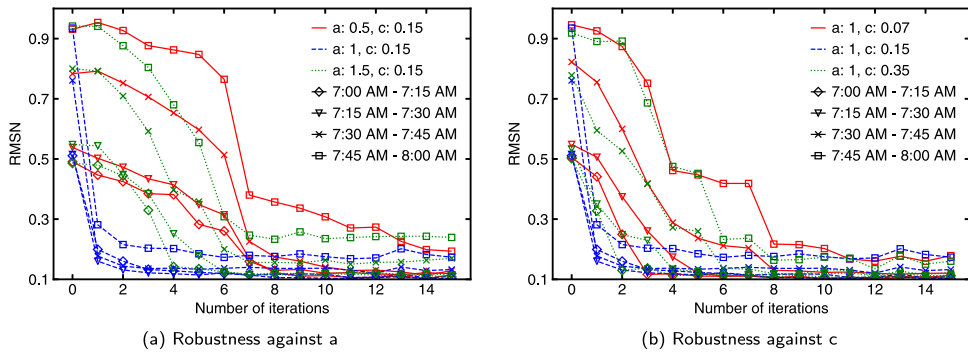 0.9
0.7
0.5
0.3
0.1
RMSN
0 2 4 6 8 10 12 14
Number of iterations
a: 0.5, c: 0.15
a: 1, c: 0.15
a: 1.5, c: 0.15
7:00 AM - 7:15 AM
7:15 AM - 7:30 AM
7:30 AM - 7:45 AM
7:45 AM - 8:00 AM
(a) Robustness against a
0.9
0.7
0.5
0.3
0.1
RMSN
0 2 4 6 8 10 12 14
Number of iterations
a: 1, c: 0.07
a: 1, c: 0.15
a: 1, c: 0.35
7:00 AM - 7:15 AM
7:15 AM - 7:30 AM
7:30 AM - 7:45 AM
7:45 AM - 8:00 AM
(b) Robustness against c